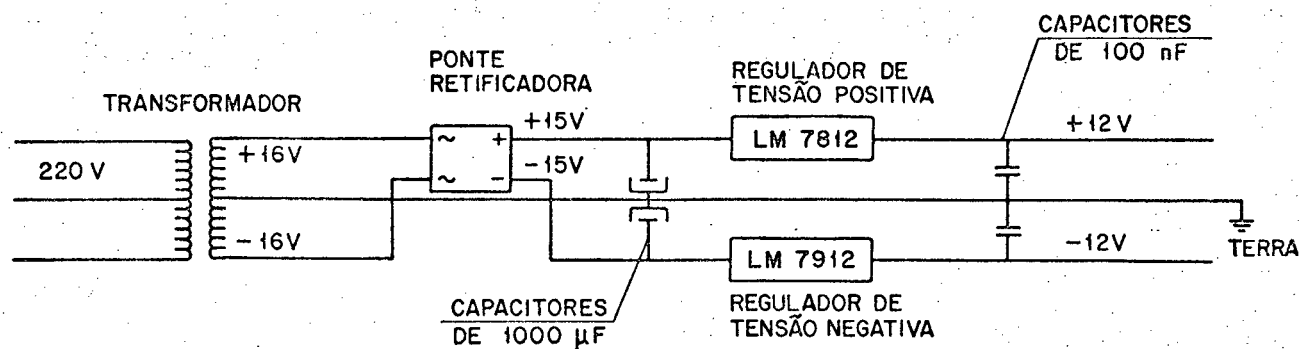 CAPACITORES
DE 100 nF
PONTE
RETIFICADORA
REGULADOR DE
TENSÃO POSITIVA
TRANSFORMADOR
+15V
LM 7812
+12V
220 V
+16V
~ +
-15V
~ -
-16V
LM 7912
-12V
TERRA
CAPACITORES
DE 1000 µF
REGULADOR DE
TENSÃO NEGATIVA